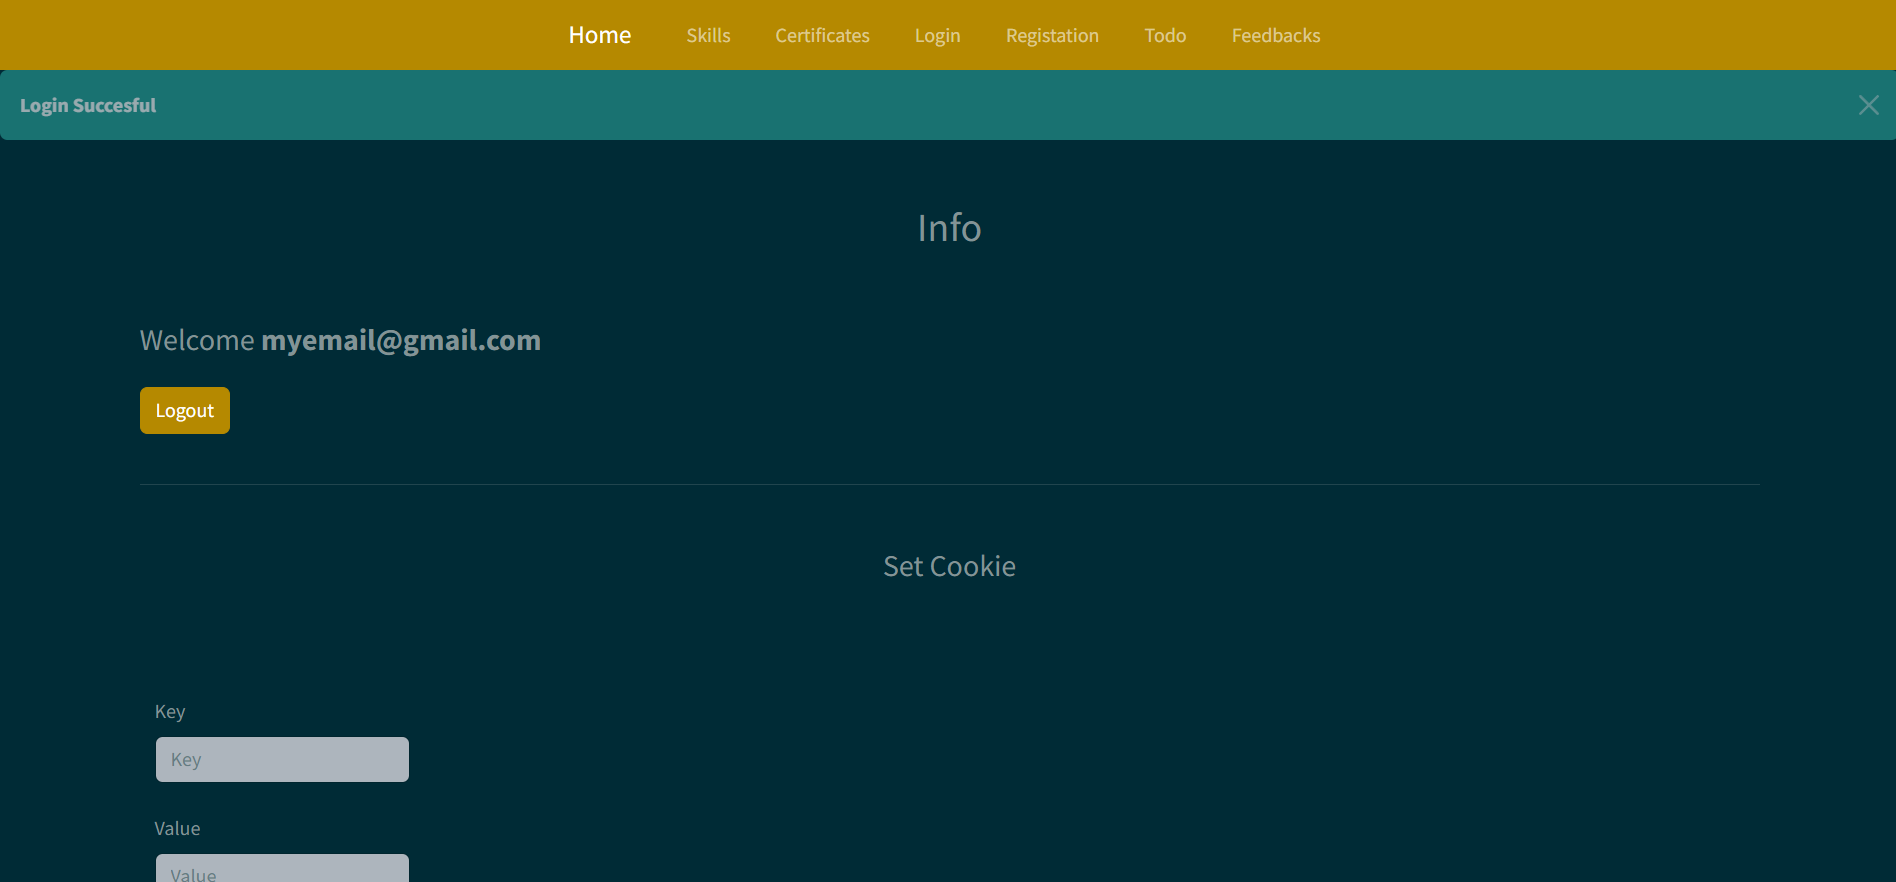 Home Skills Certificates Login Registation Todo Feedbacks
Login Succesful
Info
Welcome myemail@gmail.com
Logout
Set Cookie
Key
Key
Value
Value